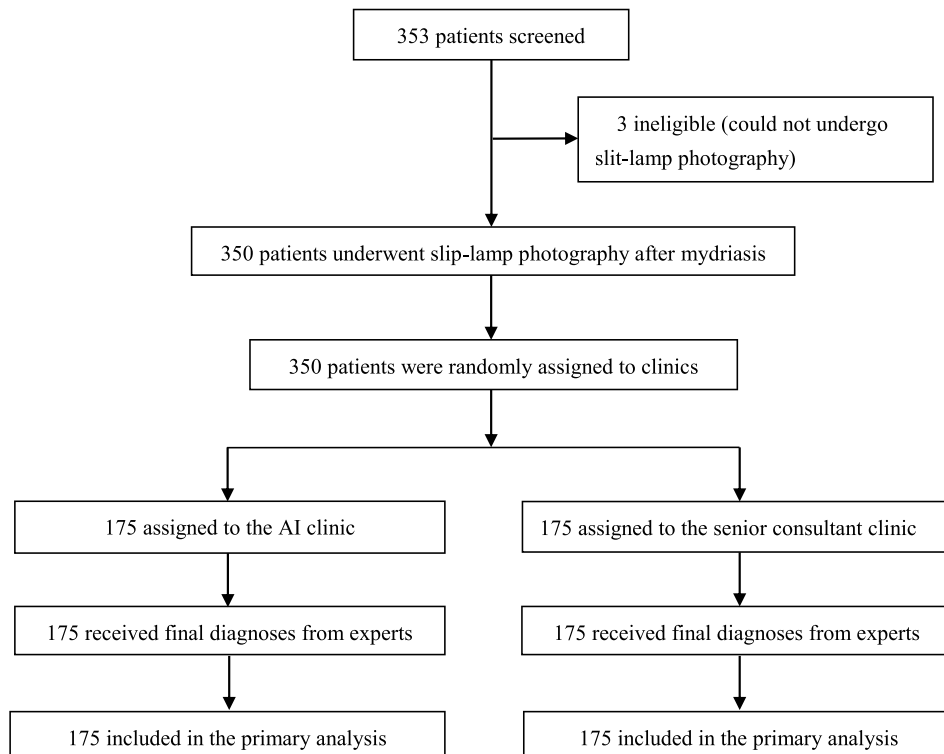 353 patients screened
3 ineligible (could not undergo
slit-lamp photography)
350 patients underwent slip-lamp photography after mydriasis
350 patients were randomly assigned to clinics
175 assigned to the AI clinic
175 assigned to the senior consultant clinic
175 received final diagnoses from experts
175 received final diagnoses from experts
175 included in the primary analysis
175 included in the primary analysis